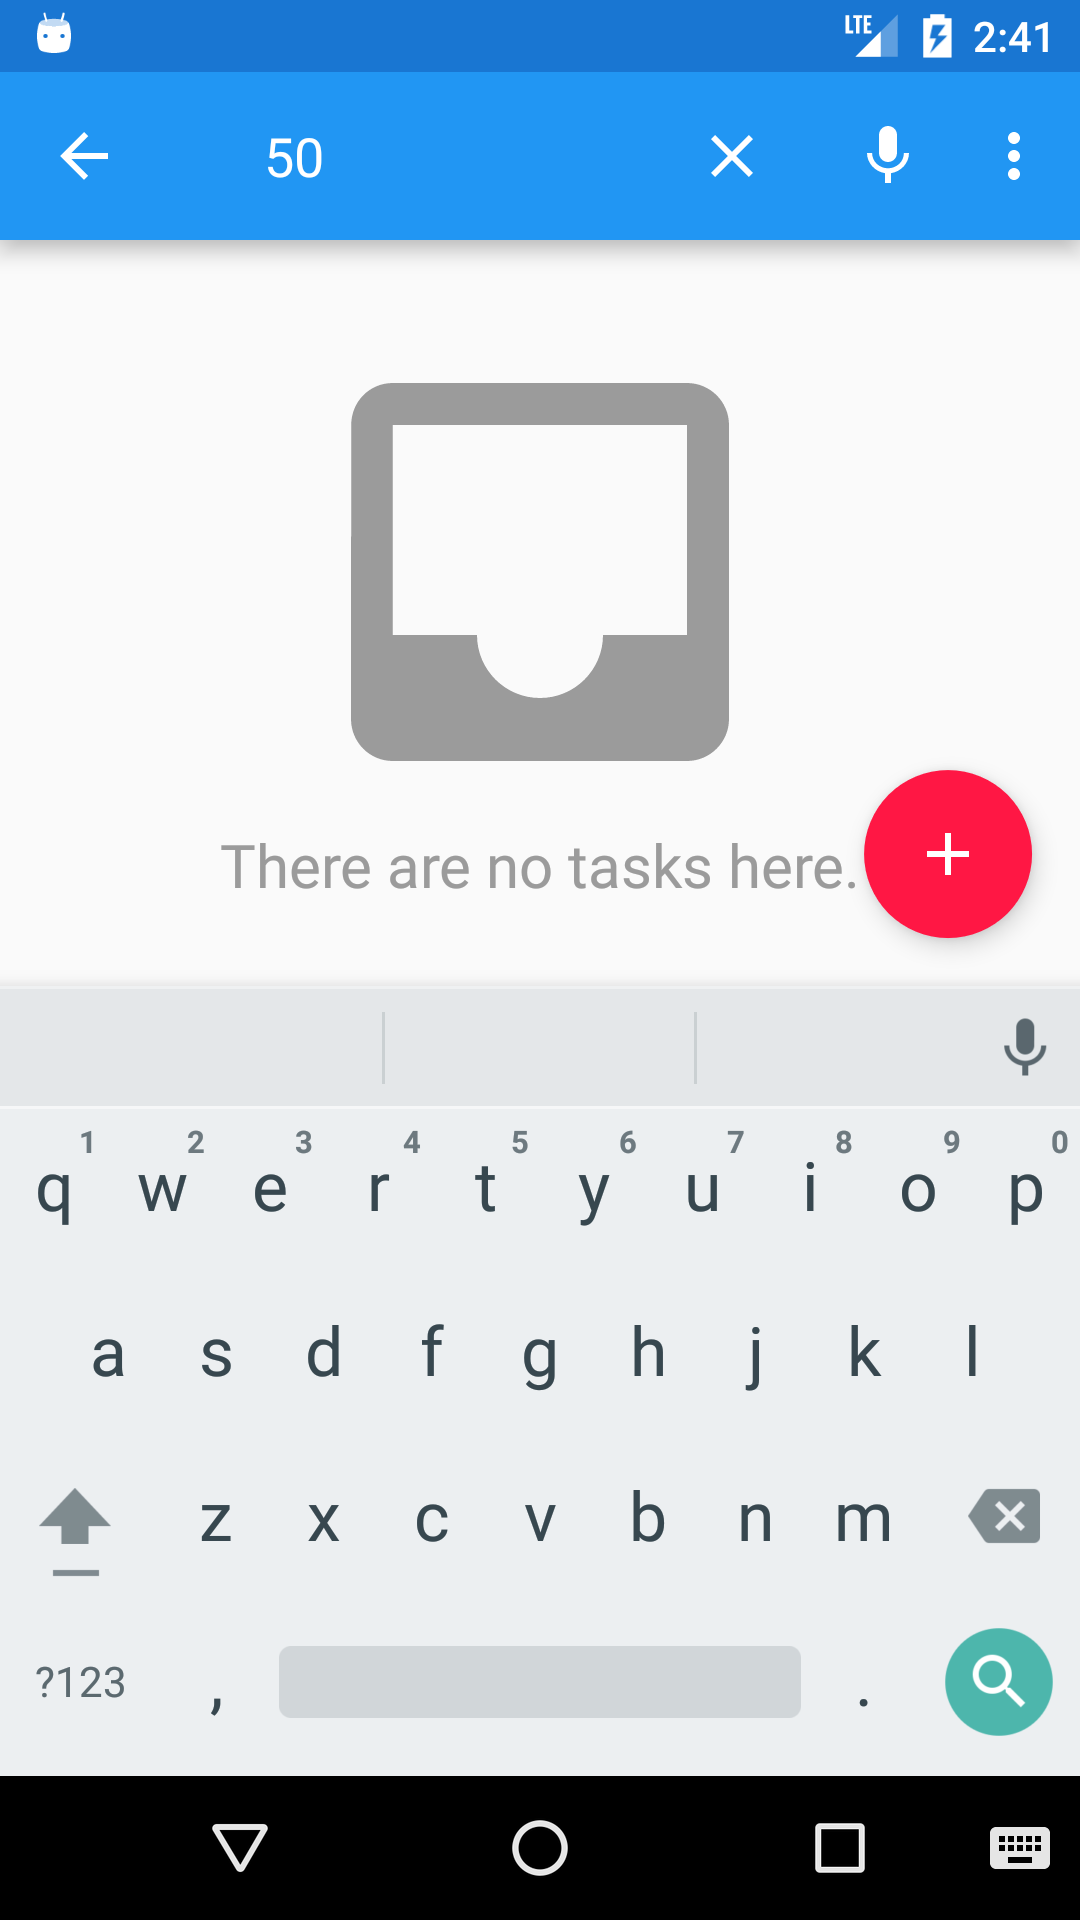 LTE 2:41
50
There are no tasks here.
1 2 3 4 5 6 7 8 9 0
q w e r t y u i o p
a s d f g h j k l
z x c v b n m
?123 , .